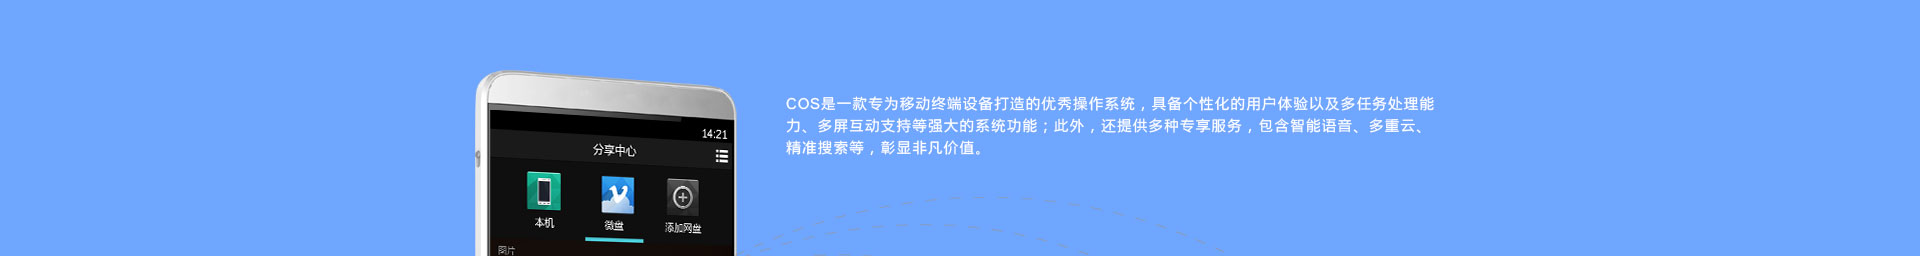 COS是一款专为移动终端设备打造的优秀操作系统，具备个性化的用户体验以及多任务处理能
力、多屏互动支持等强大的系统功能；此外，还提供多种专享服务，包含智能语音、多重云、
精准搜索等，彰显非凡价值。
14:21
分享中心
本机
微盘
添加网盘
图片